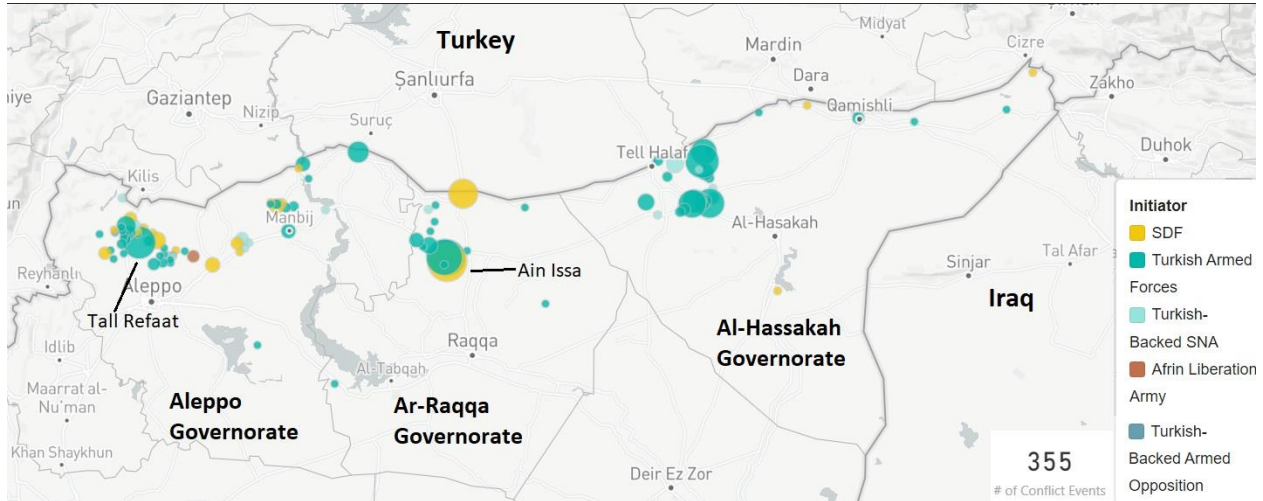 Turkey
Mardin
Midyat
Cizre
Dara
Şanlıurfa
Gaziantep
Nizip
Suruç
Qamishli
Zakho
Duhok
Tell Halaf
Kilis
Manbij
Al-Hasakah
Initiator
SDF
Turkish Armed
Forces
Turkish-
Backed SNA
Afrin Liberation
Army
Turkish-
Backed Armed
Opposition
Tal Afar
Sinjar
Reyhanlı
Aleppo
Ain Issa
Tall Refaat
Iraq
Al-Hassakah
Governorate
Idlib
Raqqa
Al-Tabqah
Maarrat al-
Nu'man
Aleppo
Governorate
Ar-Raqqa
Governorate
Khan Shaykhun
Deir Ez Zor
355
# of Conflict Events